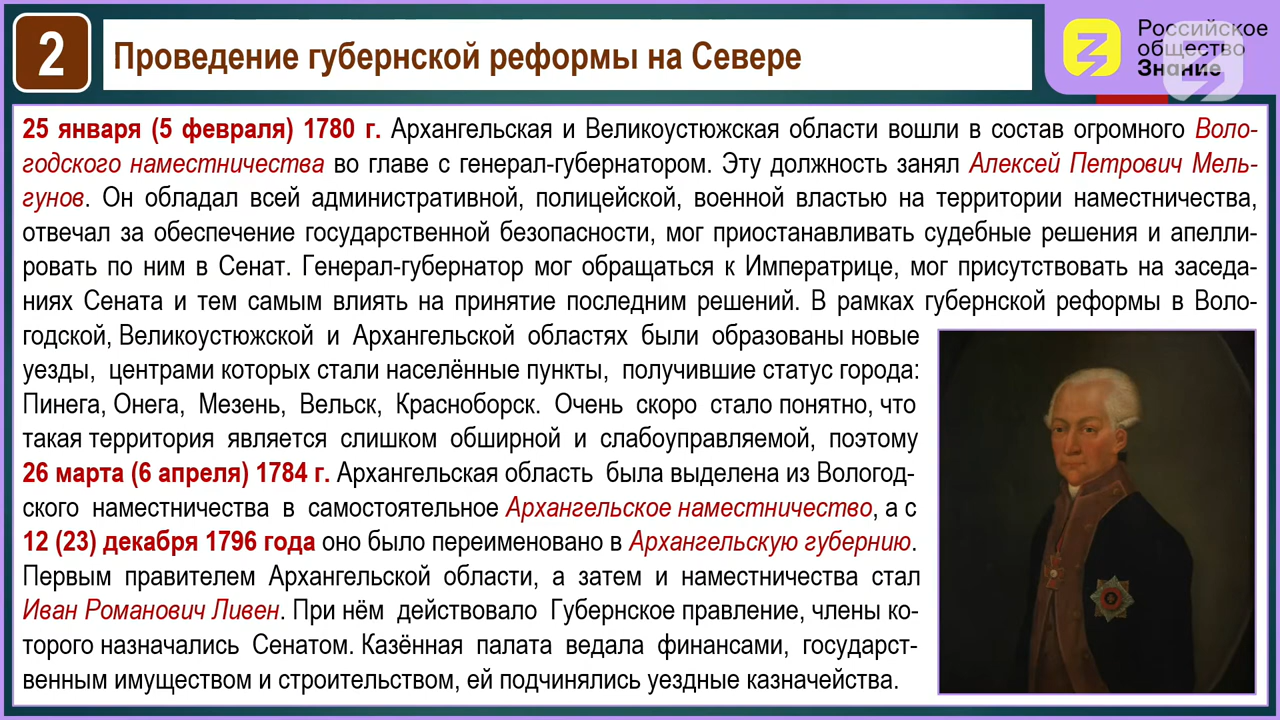 2
Проведение губернской реформы на Севере
Российское
общество
Знание
25 января (5 февраля) 1780 г. Архангельская и Великоустюжская области вошли в состав огромного Воло-
годского наместничества во главе с генерал-губернатором. Эту должность занял Алексей Петрович Мель-
гунов. Он обладал всей административной, полицейской, военной властью на территории наместничества,
отвечал за обеспечение государственной безопасности, мог приостанавливать судебные решения и апелли-
ровать по ним в Сенат. Генерал-губернатор мог обращаться к Императрице, мог присутствовать на заседа-
ниях Сената и тем самым влиять на принятие последним решений. В рамках губернской реформы в Воло-
годской, Великоустюжской и Архангельской областях были образованы новые
уезды, центрами которых стали населённые пункты, получившие статус города:
Пинега, Онега, Мезень, Вельск, Красноборск. Очень скоро стало понятно, что
такая территория является слишком обширной и слабоуправляемой, поэтому
26 марта (6 апреля) 1784 г. Архангельская область была выделена из Вологод-
ского наместничества в самостоятельное Архангельское наместничество, а с
12 (23) декабря 1796 года оно было переименовано в Архангельскую губернию.
Первым правителем Архангельской области, а затем и наместничества стал
Иван Романович Ливен. При нём действовало Губернское правление, члены ко-
торого назначались Сенатом. Казённая палата ведала финансами, государст-
венным имуществом и строительством, ей подчинялись уездные казначейства.